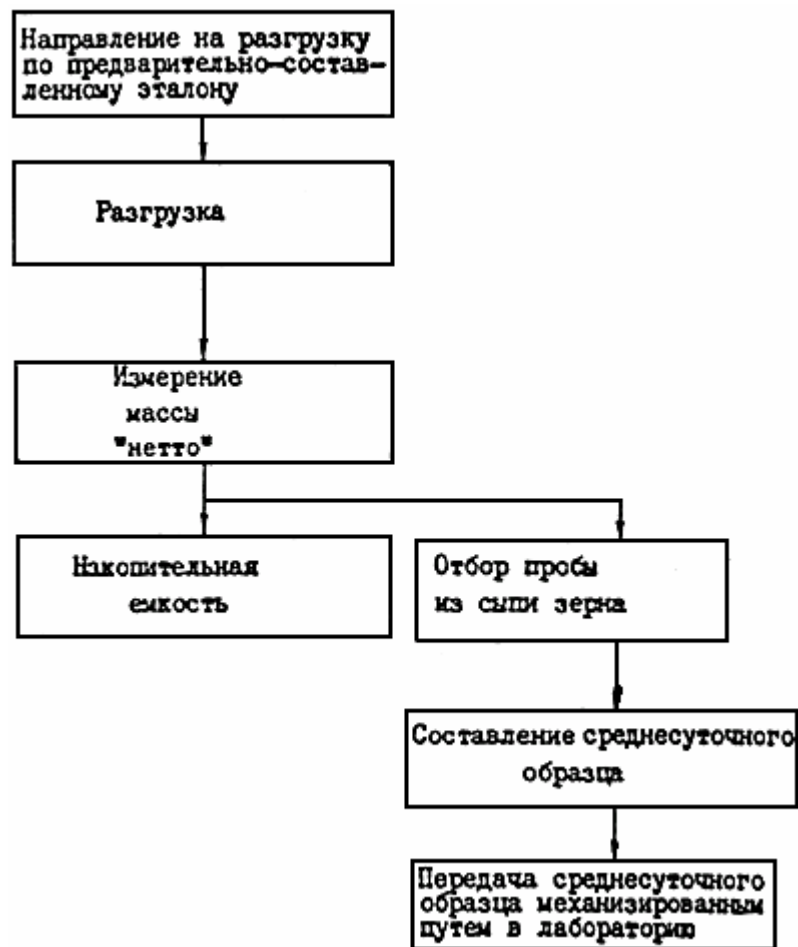 Направление на разгрузку
по предварительно-состав-
ленному эталону
Разгрузка
Измерение
массы
"нетто"
Накопительная
емкость
Отбор пробы
из сыпи зерна
Составление среднесуточного
образца
Передача среднесуточного
образца механизированным
путем в лабораторию